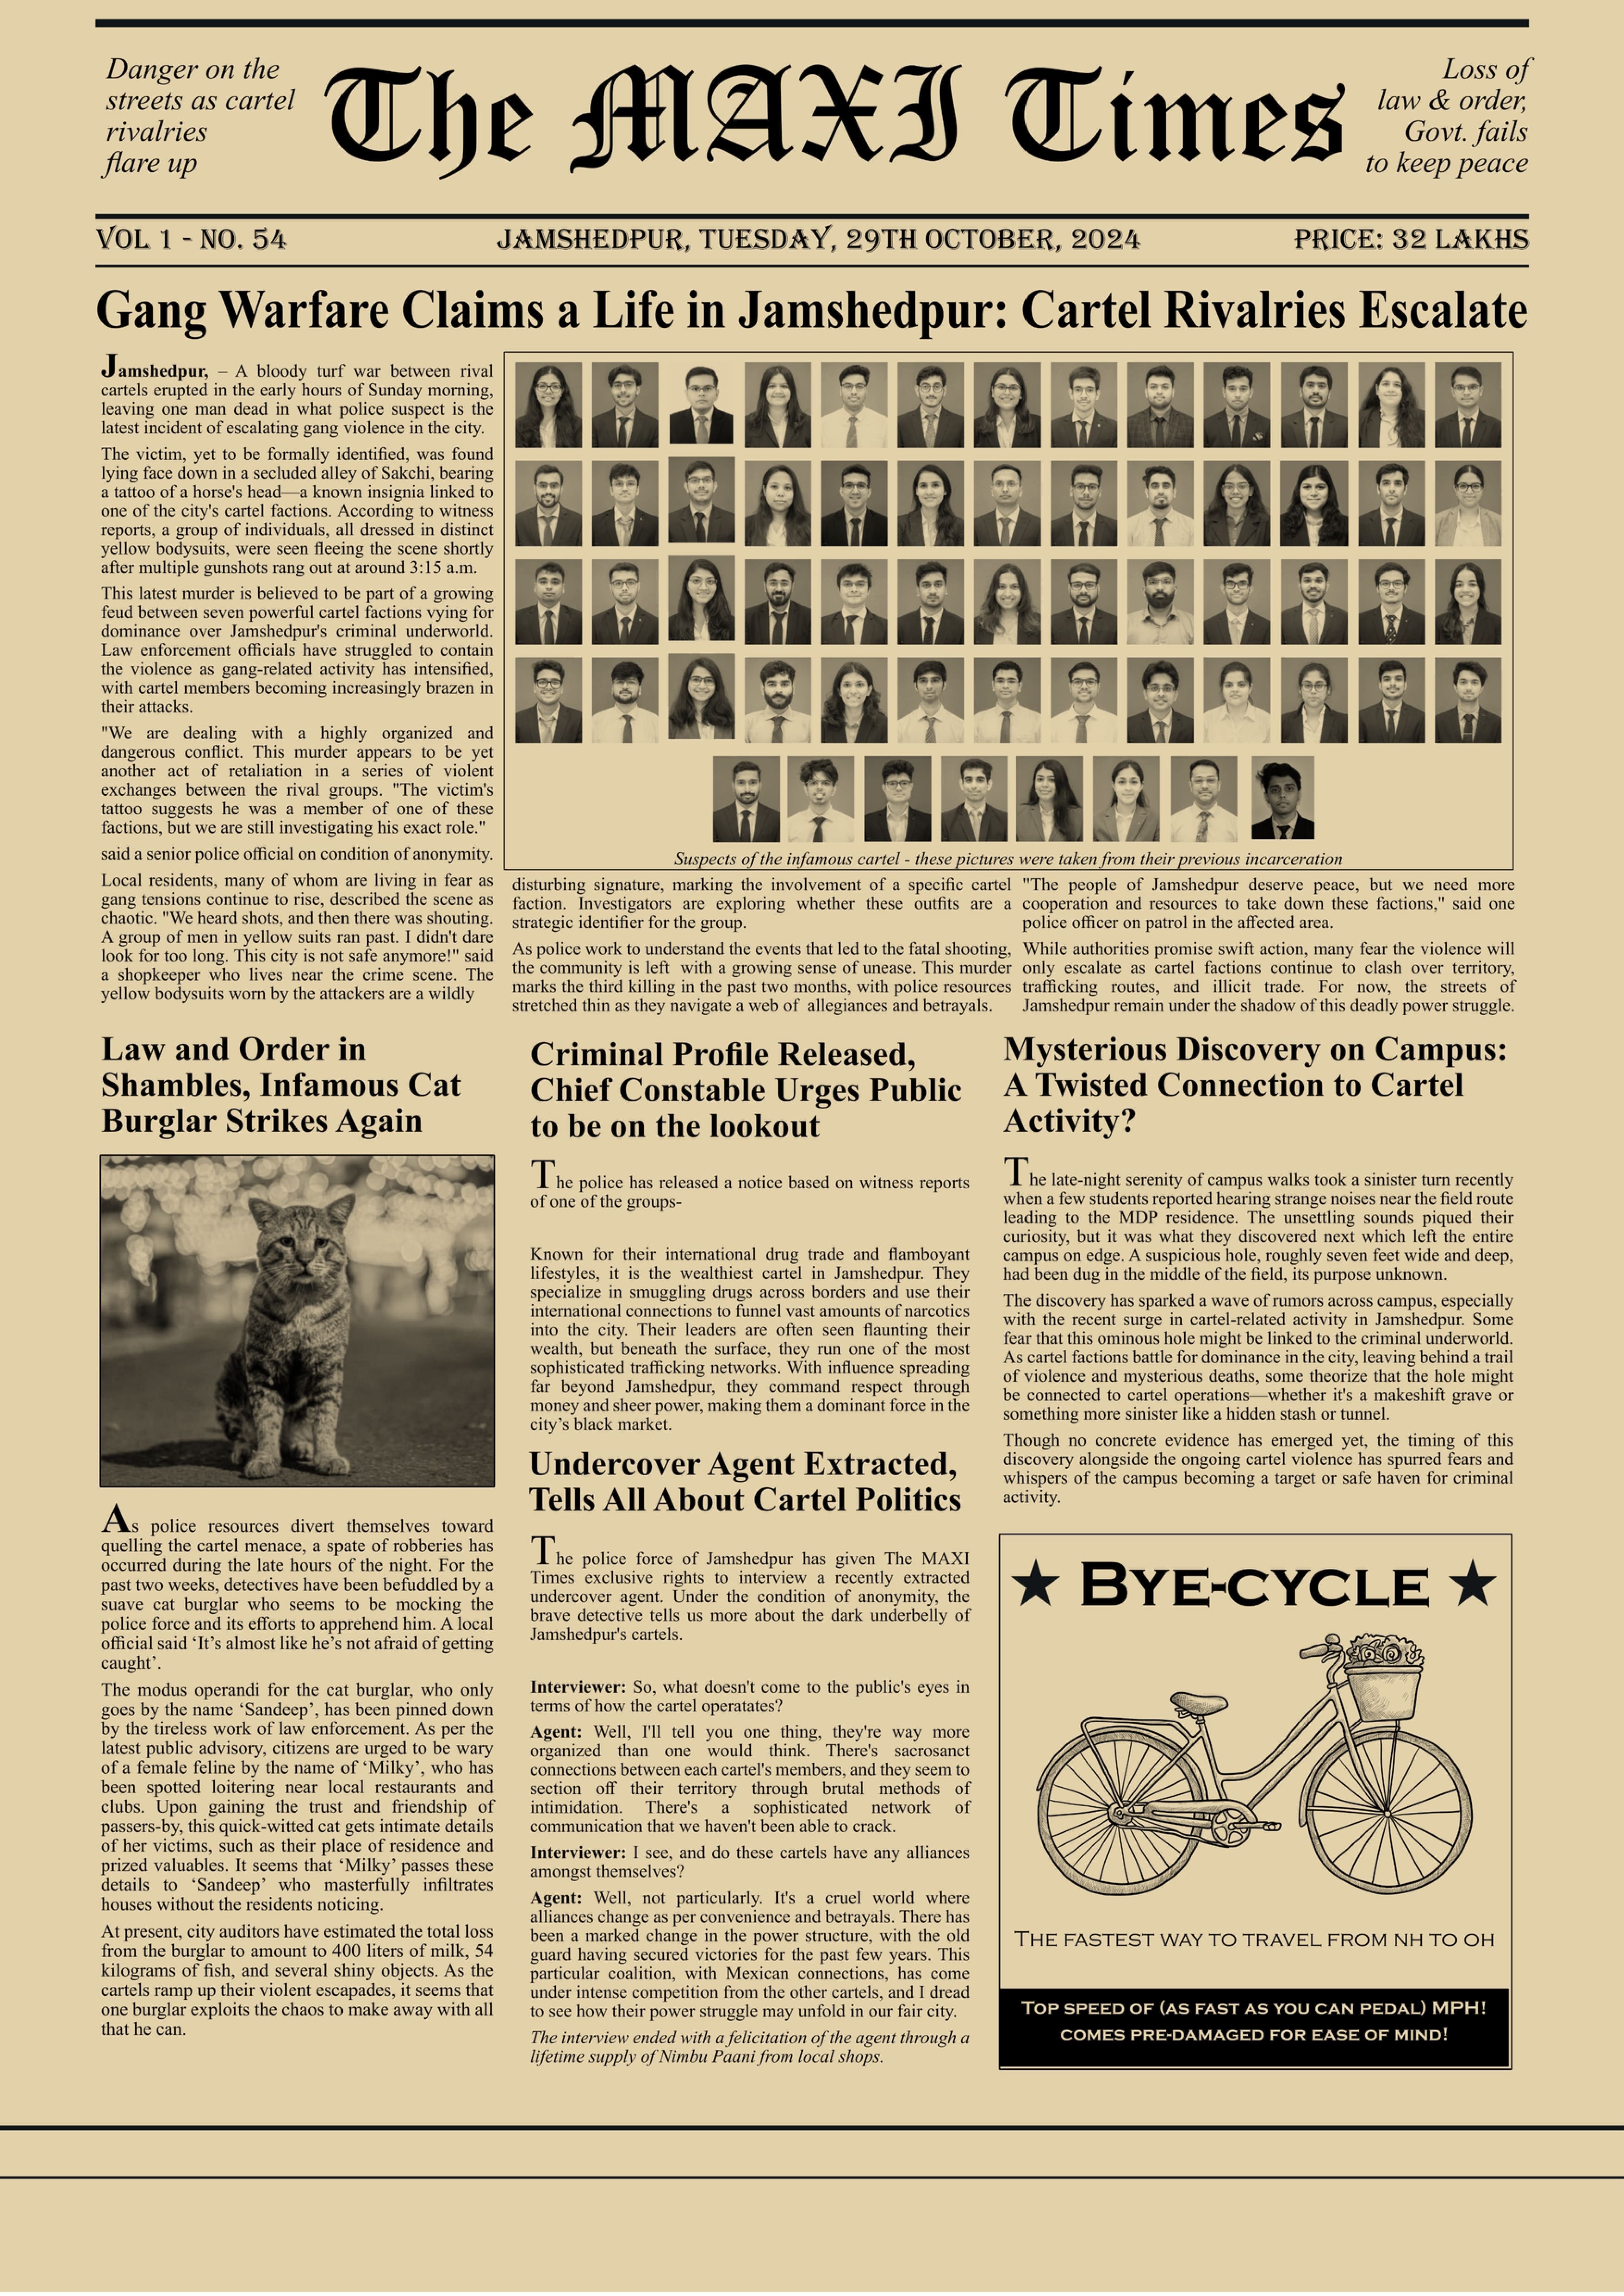 Danger on the
streets as cartel
rivalries
flare up
The MAXI Times
Loss of
law & order,
Govt. fails
to keep peace
VOL 1 - NO. 54
JAMSHEDPUR, TUESDAY, 29TH OCTOBER, 2024
PRICE: 32 LAKHS
Gang Warfare Claims a Life in Jamshedpur: Cartel Rivalries Escalate
Jamshedpur, – A bloody turf war between rival
cartels erupted in the early hours of Sunday morning,
leaving one man dead in what police suspect is the
latest incident of escalating gang violence in the city.
The victim, yet to be formally identified, was found
lying face down in a secluded alley of Sakchi, bearing
a tattoo of a horse's head—a known insignia linked to
one of the city's cartel factions. According to witness
reports, a group of individuals, all dressed in distinct
yellow bodysuits, were seen fleeing the scene shortly
after multiple gunshots rang out at around 3:15 a.m.
This latest murder is believed to be part of a growing
feud between seven powerful cartel factions vying for
dominance over Jamshedpur's criminal underworld.
Law enforcement officials have struggled to contain
the violence as gang-related activity has intensified,
with cartel members becoming increasingly brazen in
their attacks.
"We are dealing with a highly organized and
dangerous conflict. This murder appears to be yet
another act of retaliation in a series of violent
exchanges between the rival groups. "The victim's
tattoo suggests he was a member of one of these
factions, but we are still investigating his exact role."
said a senior police official on condition of anonymity.
Local residents, many of whom are living in fear as
gang tensions continue to rise, described the scene as
chaotic. "We heard shots, and then there was shouting.
A group of men in yellow suits ran past. I didn't dare
look for too long. This city is not safe anymore!" said
a shopkeeper who lives near the crime scene. The
yellow bodysuits worn by the attackers are a wildly
Suspects of the infamous cartel - these pictures were taken from their previous incarceration
disturbing signature, marking the involvement of a specific cartel
faction. Investigators are exploring whether these outfits are a
strategic identifier for the group.
As police work to understand the events that led to the fatal shooting,
the community is left with a growing sense of unease. This murder
marks the third killing in the past two months, with police resources
stretched thin as they navigate a web of allegiances and betrayals.
"The people of Jamshedpur deserve peace, but we need more
cooperation and resources to take down these factions," said one
police officer on patrol in the affected area.
While authorities promise swift action, many fear the violence will
only escalate as cartel factions continue to clash over territory,
trafficking routes, and illicit trade. For now, the streets of
Jamshedpur remain under the shadow of this deadly power struggle.
Law and Order in
Shambles, Infamous Cat
Burglar Strikes Again
As police resources divert themselves toward
quelling the cartel menace, a spate of robberies has
occurred during the late hours of the night. For the
past two weeks, detectives have been befuddled by a
suave cat burglar who seems to be mocking the
police force and its efforts to apprehend him. A local
official said ‘It’s almost like he’s not afraid of getting
caught’.
The modus operandi for the cat burglar, who only
goes by the name ‘Sandeep’, has been pinned down
by the tireless work of law enforcement. As per the
latest public advisory, citizens are urged to be wary
of a female feline by the name of ‘Milky’, who has
been spotted loitering near local restaurants and
clubs. Upon gaining the trust and friendship of
passers-by, this quick-witted cat gets intimate details
of her victims, such as their place of residence and
prized valuables. It seems that ‘Milky’ passes these
details to ‘Sandeep’ who masterfully infiltrates
houses without the residents noticing.
At present, city auditors have estimated the total loss
from the burglar to amount to 400 liters of milk, 54
kilograms of fish, and several shiny objects. As the
cartels ramp up their violent escapades, it seems that
one burglar exploits the chaos to make away with all
that he can.
Criminal Profile Released,
Chief Constable Urges Public
to be on the lookout
The police has released a notice based on witness reports
of one of the groups-
Known for their international drug trade and flamboyant
lifestyles, it is the wealthiest cartel in Jamshedpur. They
specialize in smuggling drugs across borders and use their
international connections to funnel vast amounts of narcotics
into the city. Their leaders are often seen flaunting their
wealth, but beneath the surface, they run one of the most
sophisticated trafficking networks. With influence spreading
far beyond Jamshedpur, they command respect through
money and sheer power, making them a dominant force in the
city’s black market.
Undercover Agent Extracted,
Tells All About Cartel Politics
The police force of Jamshedpur has given The MAXI
Times exclusive rights to interview a recently extracted
undercover agent. Under the condition of anonymity, the
brave detective tells us more about the dark underbelly of
Jamshedpur's cartels.
Interviewer: So, what doesn't come to the public's eyes in
terms of how the cartel operatates?
Agent: Well, I'll tell you one thing, they're way more
organized than one would think. There's sacrosanct
connections between each cartel's members, and they seem to
section off their territory through brutal methods of
intimidation. There's a sophisticated network of
communication that we haven't been able to crack.
Interviewer: I see, and do these cartels have any alliances
amongst themselves?
Agent: Well, not particularly. It's a cruel world where
alliances change as per convenience and betrayals. There has
been a marked change in the power structure, with the old
guard having secured victories for the past few years. This
particular coalition, with Mexican connections, has come
under intense competition from the other cartels, and I dread
to see how their power struggle may unfold in our fair city.
The interview ended with a felicitation of the agent through a
lifetime supply of Nimbu Paani from local shops.
Mysterious Discovery on Campus:
A Twisted Connection to Cartel
Activity?
The late-night serenity of campus walks took a sinister turn recently
when a few students reported hearing strange noises near the field route
leading to the MDP residence. The unsettling sounds piqued their
curiosity, but it was what they discovered next which left the entire
campus on edge. A suspicious hole, roughly seven feet wide and deep,
had been dug in the middle of the field, its purpose unknown.
The discovery has sparked a wave of rumors across campus, especially
with the recent surge in cartel-related activity in Jamshedpur. Some
fear that this ominous hole might be linked to the criminal underworld.
As cartel factions battle for dominance in the city, leaving behind a trail
of violence and mysterious deaths, some theorize that the hole might
be connected to cartel operations—whether it's a makeshift grave or
something more sinister like a hidden stash or tunnel.
Though no concrete evidence has emerged yet, the timing of this
discovery alongside the ongoing cartel violence has spurred fears and
whispers of the campus becoming a target or safe haven for criminal
activity.
★ BYE-CYCLE ★
THE FASTEST WAY TO TRAVEL FROM NH TO OH
TOP SPEED OF (AS FAST AS YOU CAN PEDAL) MPH!
COMES PRE-DAMAGED FOR EASE OF MIND!